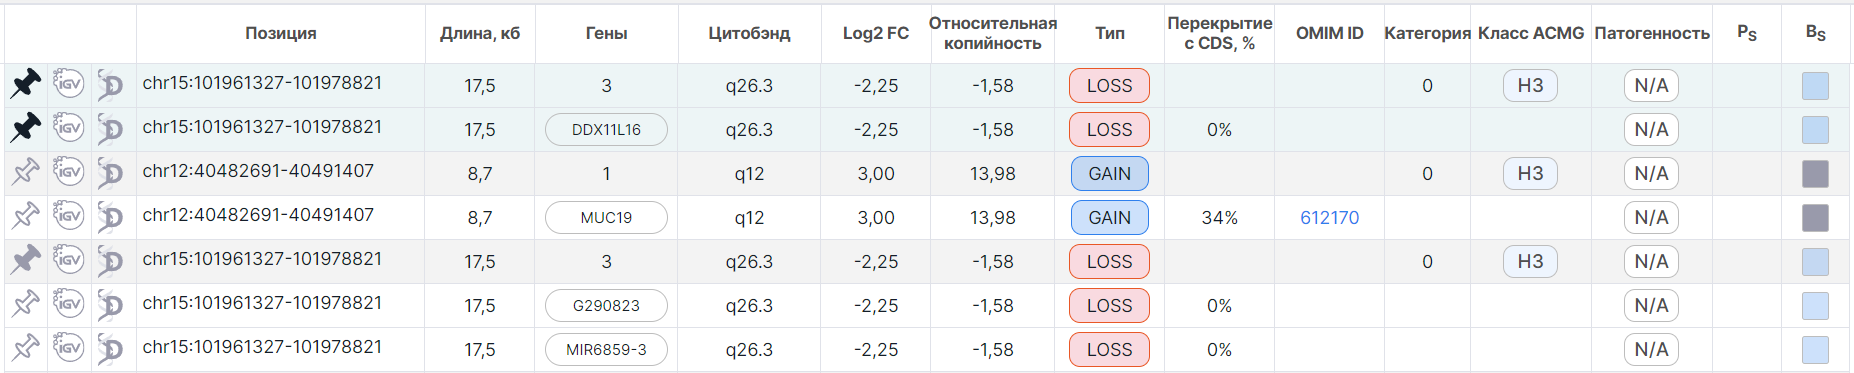 Позиция Длина, кб Гены Цитобэнд Log2 FC Относительная копийность Тип Перекрытие с CDS, % OMIM ID Категория Класс ACMG Патогенность PS BS
IGV D chr15:101961327-101978821 17,5 3 q26.3 -2,25 -1,58 LOSS 0 НЗ N/A
IGV D chr15:101961327-101978821 17,5 DDX11L16 q26.3 -2,25 -1,58 LOSS 0% N/A
IGV D chr12:40482691-40491407 8,7 1 q12 3,00 13,98 GAIN 0 НЗ N/A
IGV D chr12:40482691-40491407 8,7 MUC19 q12 3,00 13,98 GAIN 34% 612170 N/A
IGV D chr15:101961327-101978821 17,5 3 q26.3 -2,25 -1,58 LOSS 0 НЗ N/A
IGV D chr15:101961327-101978821 17,5 G290823 q26.3 -2,25 -1,58 LOSS 0% N/A
IGV D chr15:101961327-101978821 17,5 MIR6859-3 q26.3 -2,25 -1,58 LOSS 0% N/A